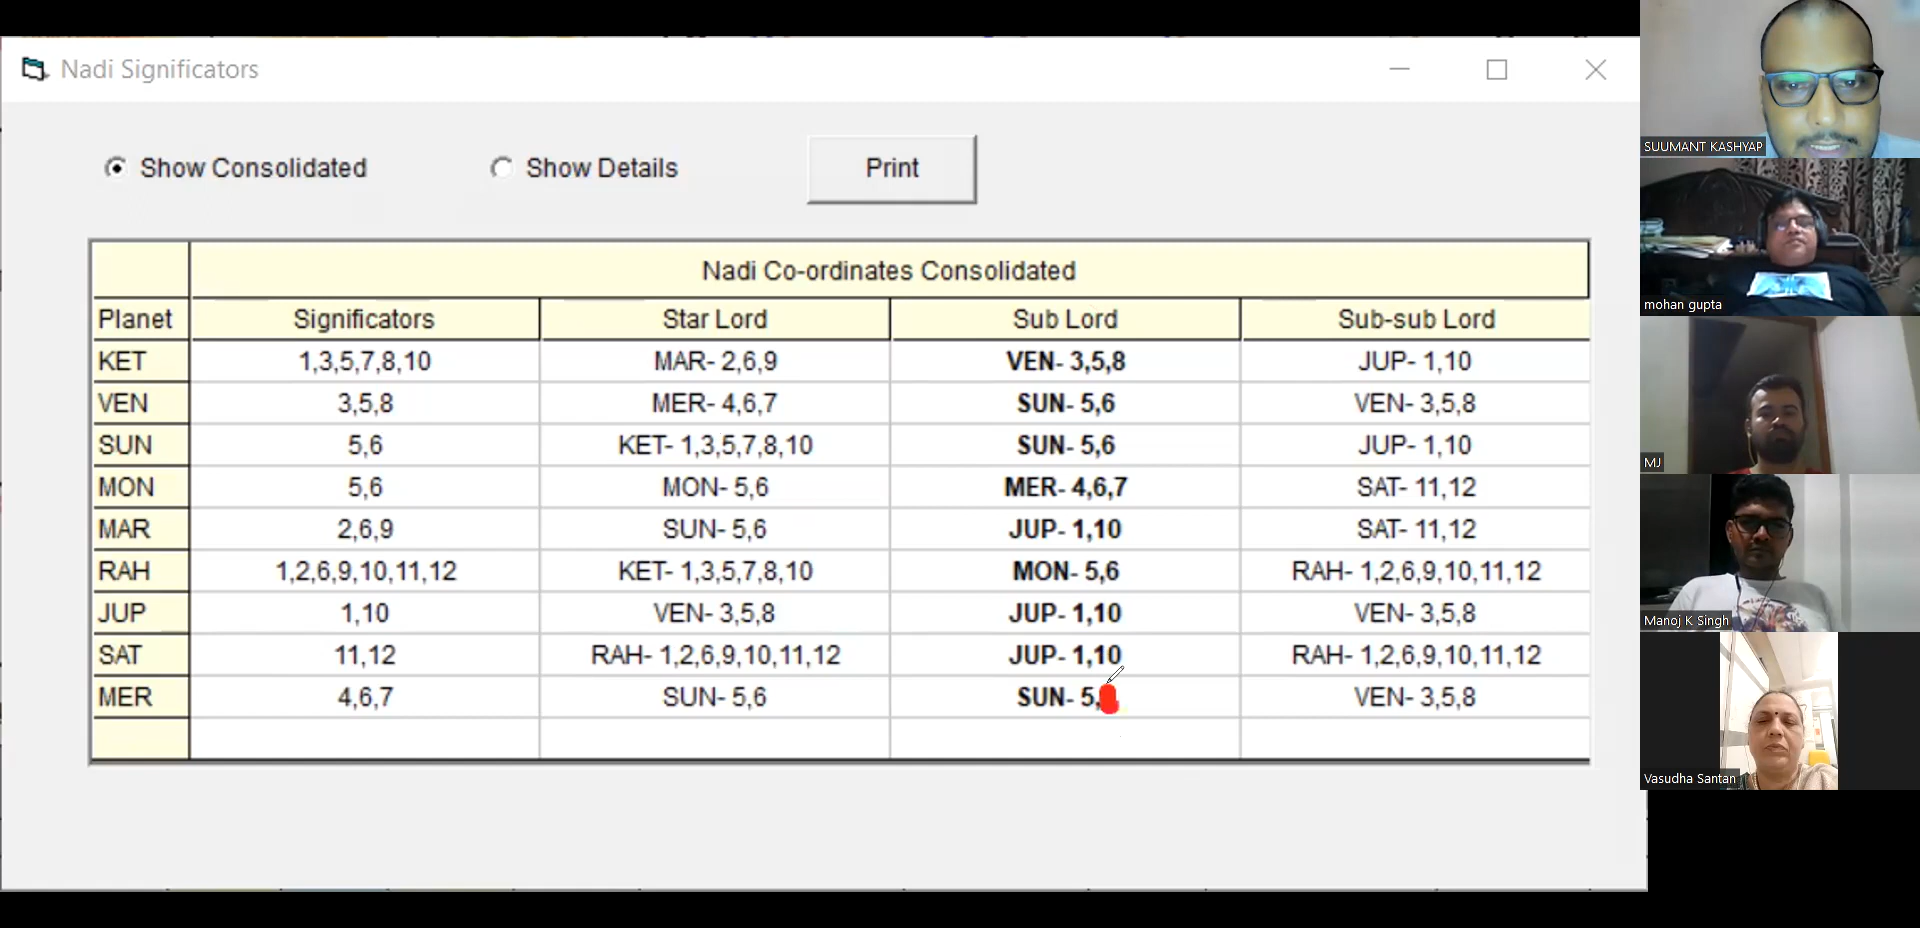 Nadi Significators
Show Consolidated Show Details Print
Nadi Co-ordinates Consolidated
Planet Significators Star Lord Sub Lord Sub-sub Lord
KET 1,3,5,7,8,10 MAR- 2,6,9 VEN- 3,5,8 JUP- 1,10
VEN 3,5,8 MER- 4,6,7 SUN- 5,6 VEN- 3,5,8
SUN 5,6 KET- 1,3,5,7,8,10 SUN- 5,6 JUP- 1,10
MON 5,6 MON- 5,6 MER- 4,6,7 SAT- 11,12
MAR 2,6,9 SUN- 5,6 JUP- 1,10 SAT- 11,12
RAH 1,2,6,9,10,11,12 KET- 1,3,5,7,8,10 MON- 5,6 RAH- 1,2,6,9,10,11,12
JUP 1,10 VEN- 3,5,8 JUP- 1,10 VEN- 3,5,8
SAT 11,12 RAH- 1,2,6,9,10,11,12 JUP- 1,10 RAH- 1,2,6,9,10,11,12
MER 4,6,7 SUN- 5,6 SUN- 5, VEN- 3,5,8
SUUMANT KASHYAP
mohan gupta
MJ
Manoj K Singh
Vasudha Santan